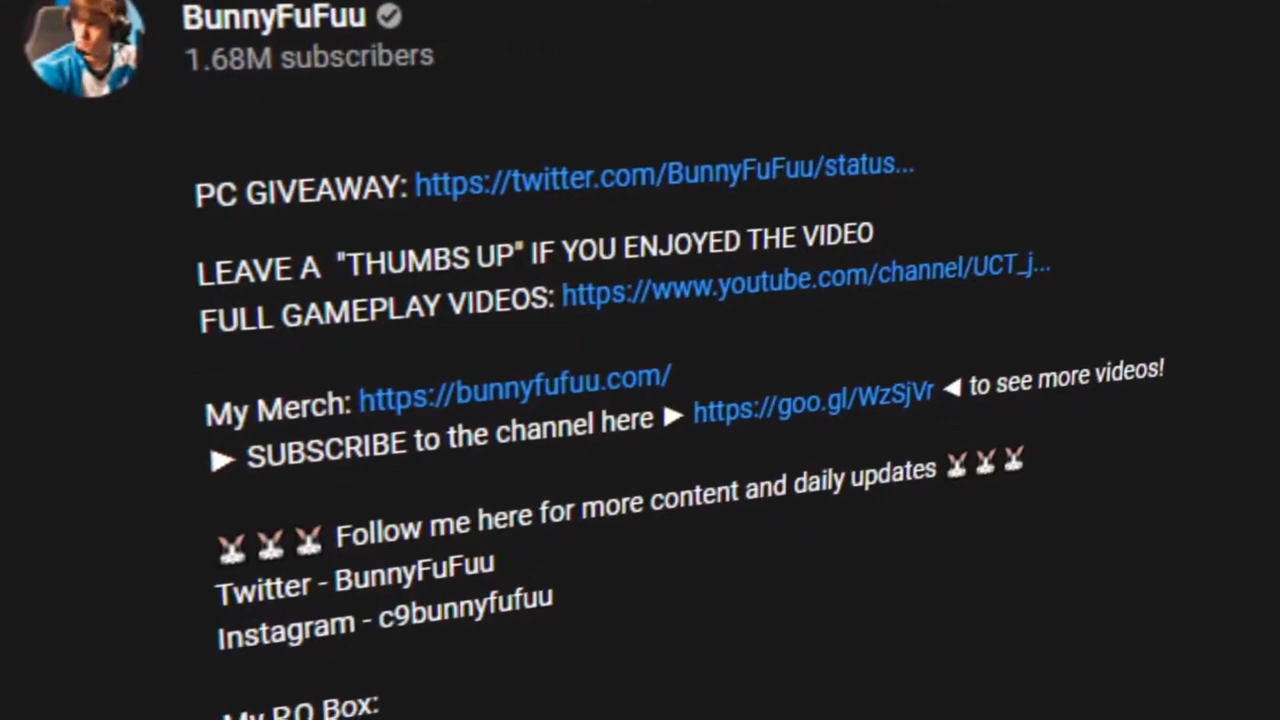 BunnyFuFuu
1.68M subscribers
PC GIVEAWAY: https://twitter.com/BunnyFuFuu/status...
LEAVE A "THUMBS UP" IF YOU ENJOYED THE VIDEO
FULL GAMEPLAY VIDEOS: https://www.youtube.com/channel/UCT_j...
My Merch: https://bunnyfufuu.com/
► SUBSCRIBE to the channel here ► https://goo.gl/WzSjVr ◄ to see more videos!
🐰 🐰 🐰 Follow me here for more content and daily updates 🐰 🐰 🐰
Twitter - BunnyFuFuu
Instagram - c9bunnyfufuu
My P.O Box: